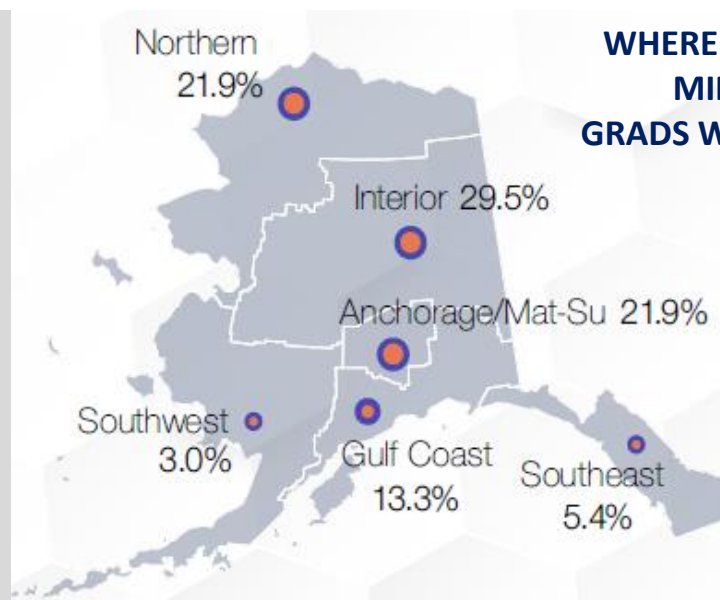 WHERE
MI
GRADS W
Northern
21.9%
Interior 29.5%
Anchorage/Mat-Su 21.9%
Southwest
3.0%
Gulf Coast
13.3%
Southeast
5.4%